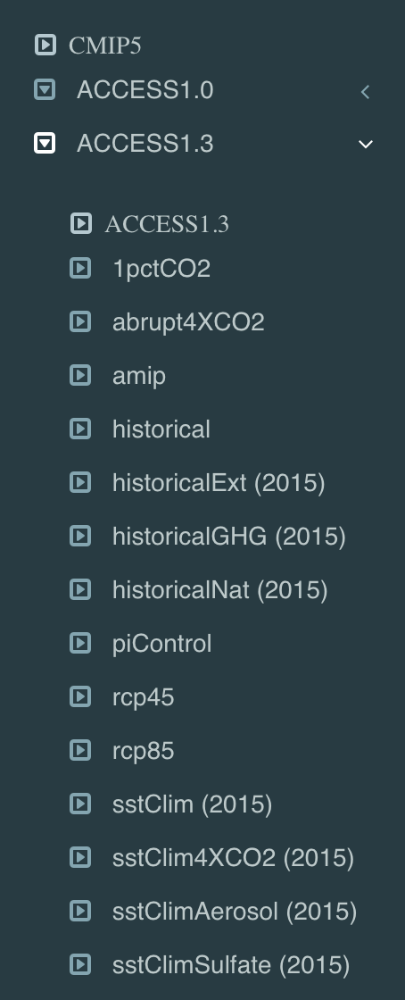 CMIP5
ACCESS1.0
ACCESS1.3
ACCESS1.3
1pctCO2
abrupt4XCO2
amip
historical
historicalExt (2015)
historicalGHG (2015)
historicalNat (2015)
piControl
rcp45
rcp85
sstClim (2015)
sstClim4XCO2 (2015)
sstClimAerosol (2015)
sstClimSulfate (2015)